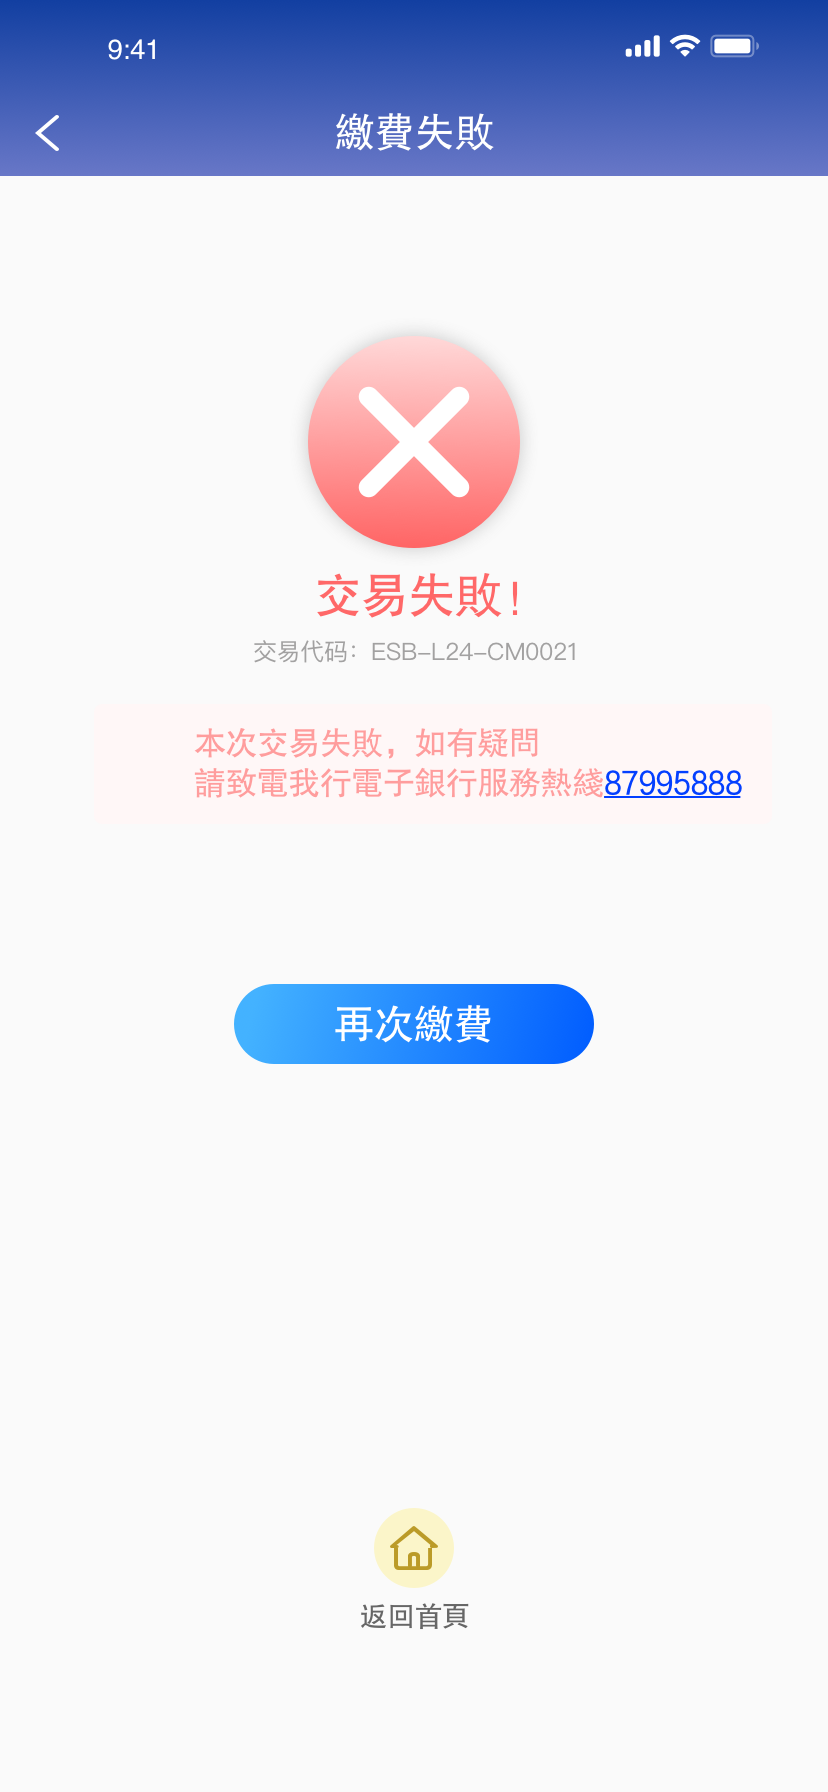 9:41
繳費失敗
交易失敗！
交易代码：ESB-L24-CM0021
本次交易失敗，如有疑問
請致電我行電子銀行服務熱綫87995888
再次繳費
返回首頁